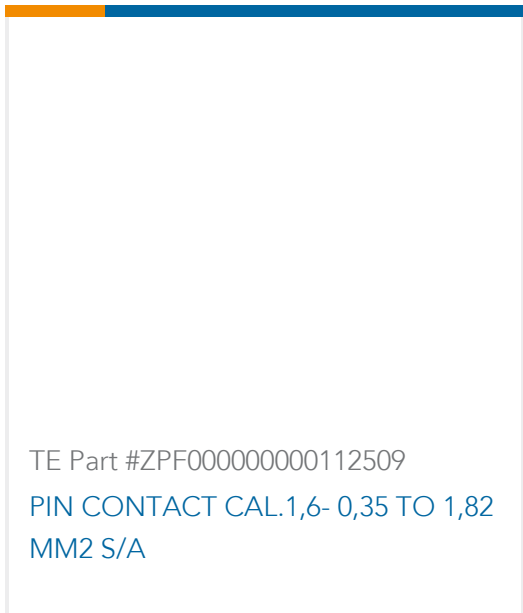 TE Part #ZPF000000000112509
PIN CONTACT CAL.1,6- 0,35 TO 1,82
MM2 S/A